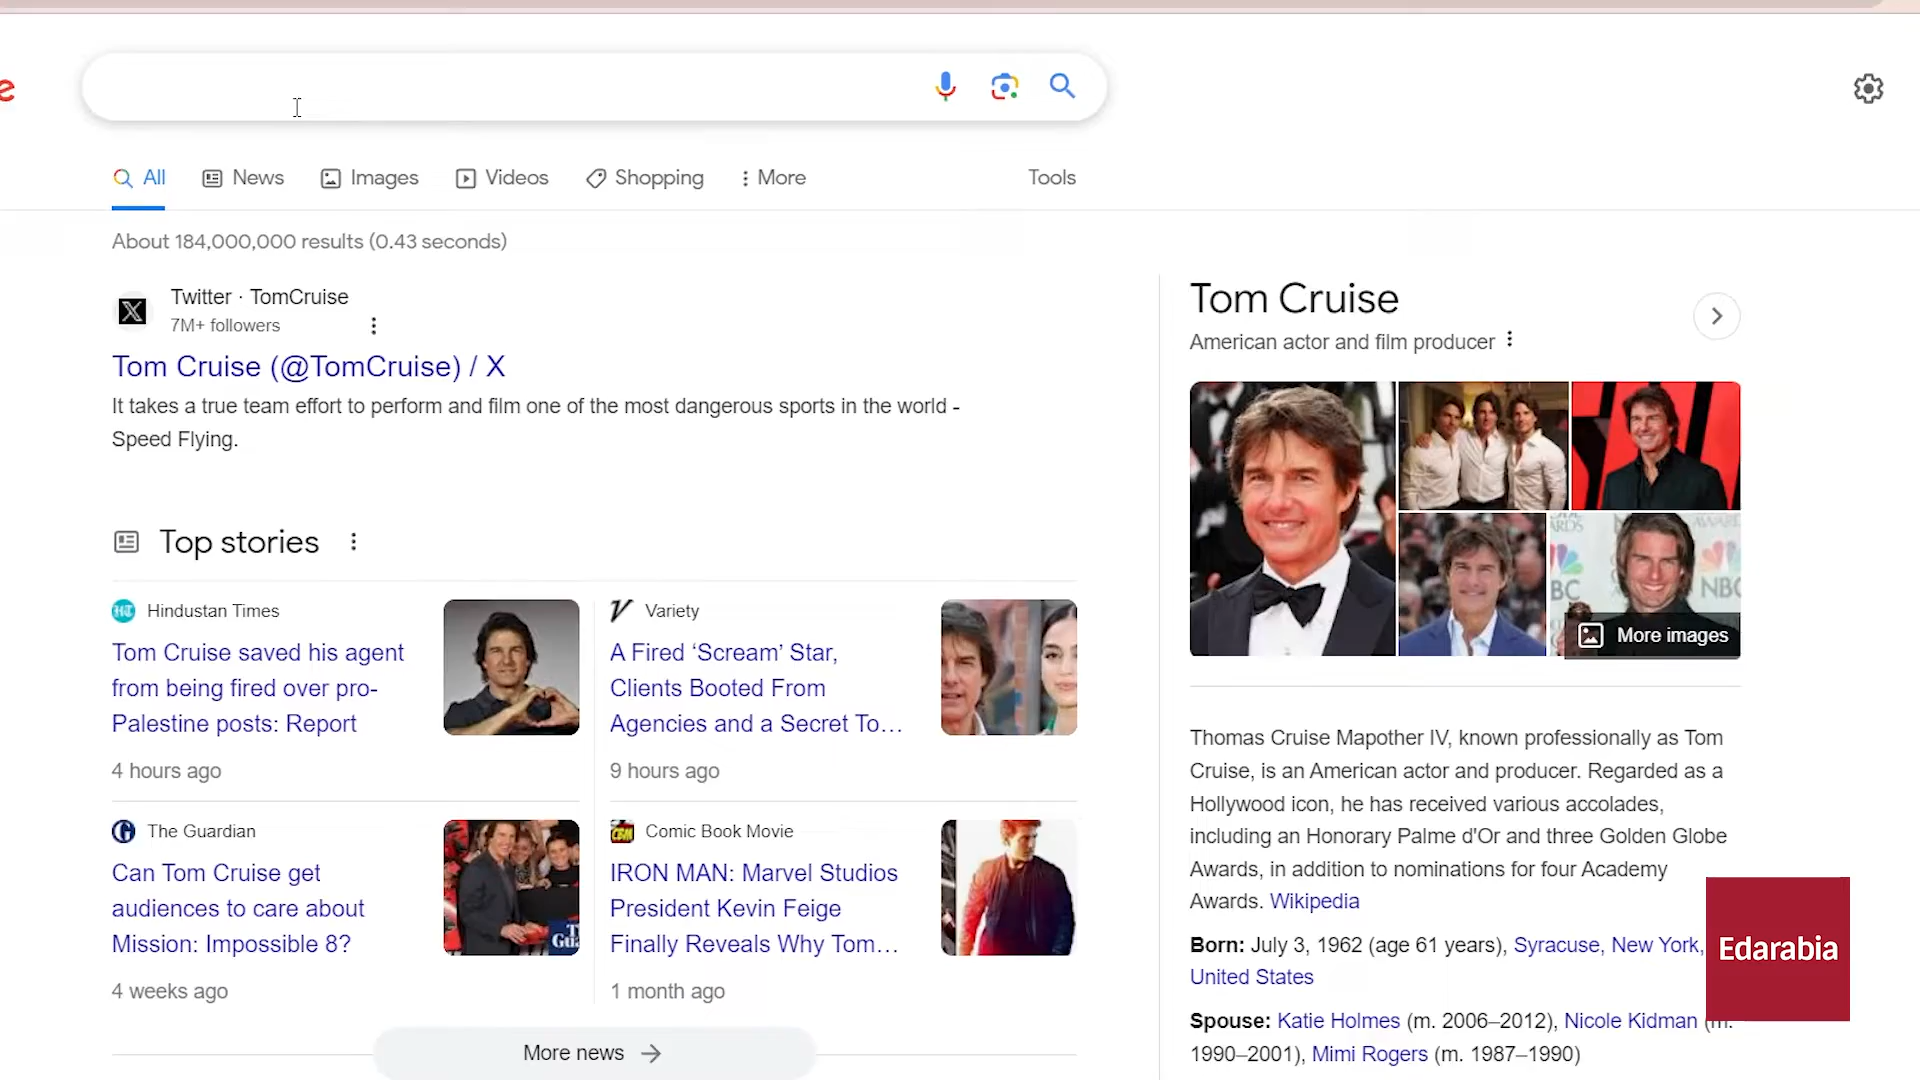 e
All
News
Images
Videos
Shopping
More
Tools
About 184,000,000 results (0.43 seconds)
Twitter · TomCruise
7M+ followers
Tom Cruise (@TomCruise) / X
It takes a true team effort to perform and film one of the most dangerous sports in the world -
Speed Flying.
Top stories
Hindustan Times
Tom Cruise saved his agent
from being fired over pro-
Palestine posts: Report
4 hours ago
Variety
A Fired ‘Scream’ Star,
Clients Booted From
Agencies and a Secret To...
9 hours ago
The Guardian
Can Tom Cruise get
audiences to care about
Mission: Impossible 8?
4 weeks ago
Comic Book Movie
IRON MAN: Marvel Studios
President Kevin Feige
Finally Reveals Why Tom...
1 month ago
More news
Tom Cruise
American actor and film producer
More images
Thomas Cruise Mapother IV, known professionally as Tom
Cruise, is an American actor and producer. Regarded as a
Hollywood icon, he has received various accolades,
including an Honorary Palme d'Or and three Golden Globe
Awards, in addition to nominations for four Academy
Awards. Wikipedia
Born: July 3, 1962 (age 61 years), Syracuse, New York,
United States
Spouse: Katie Holmes (m. 2006–2012), Nicole Kidman (m.
1990–2001), Mimi Rogers (m. 1987–1990)
Edarabia